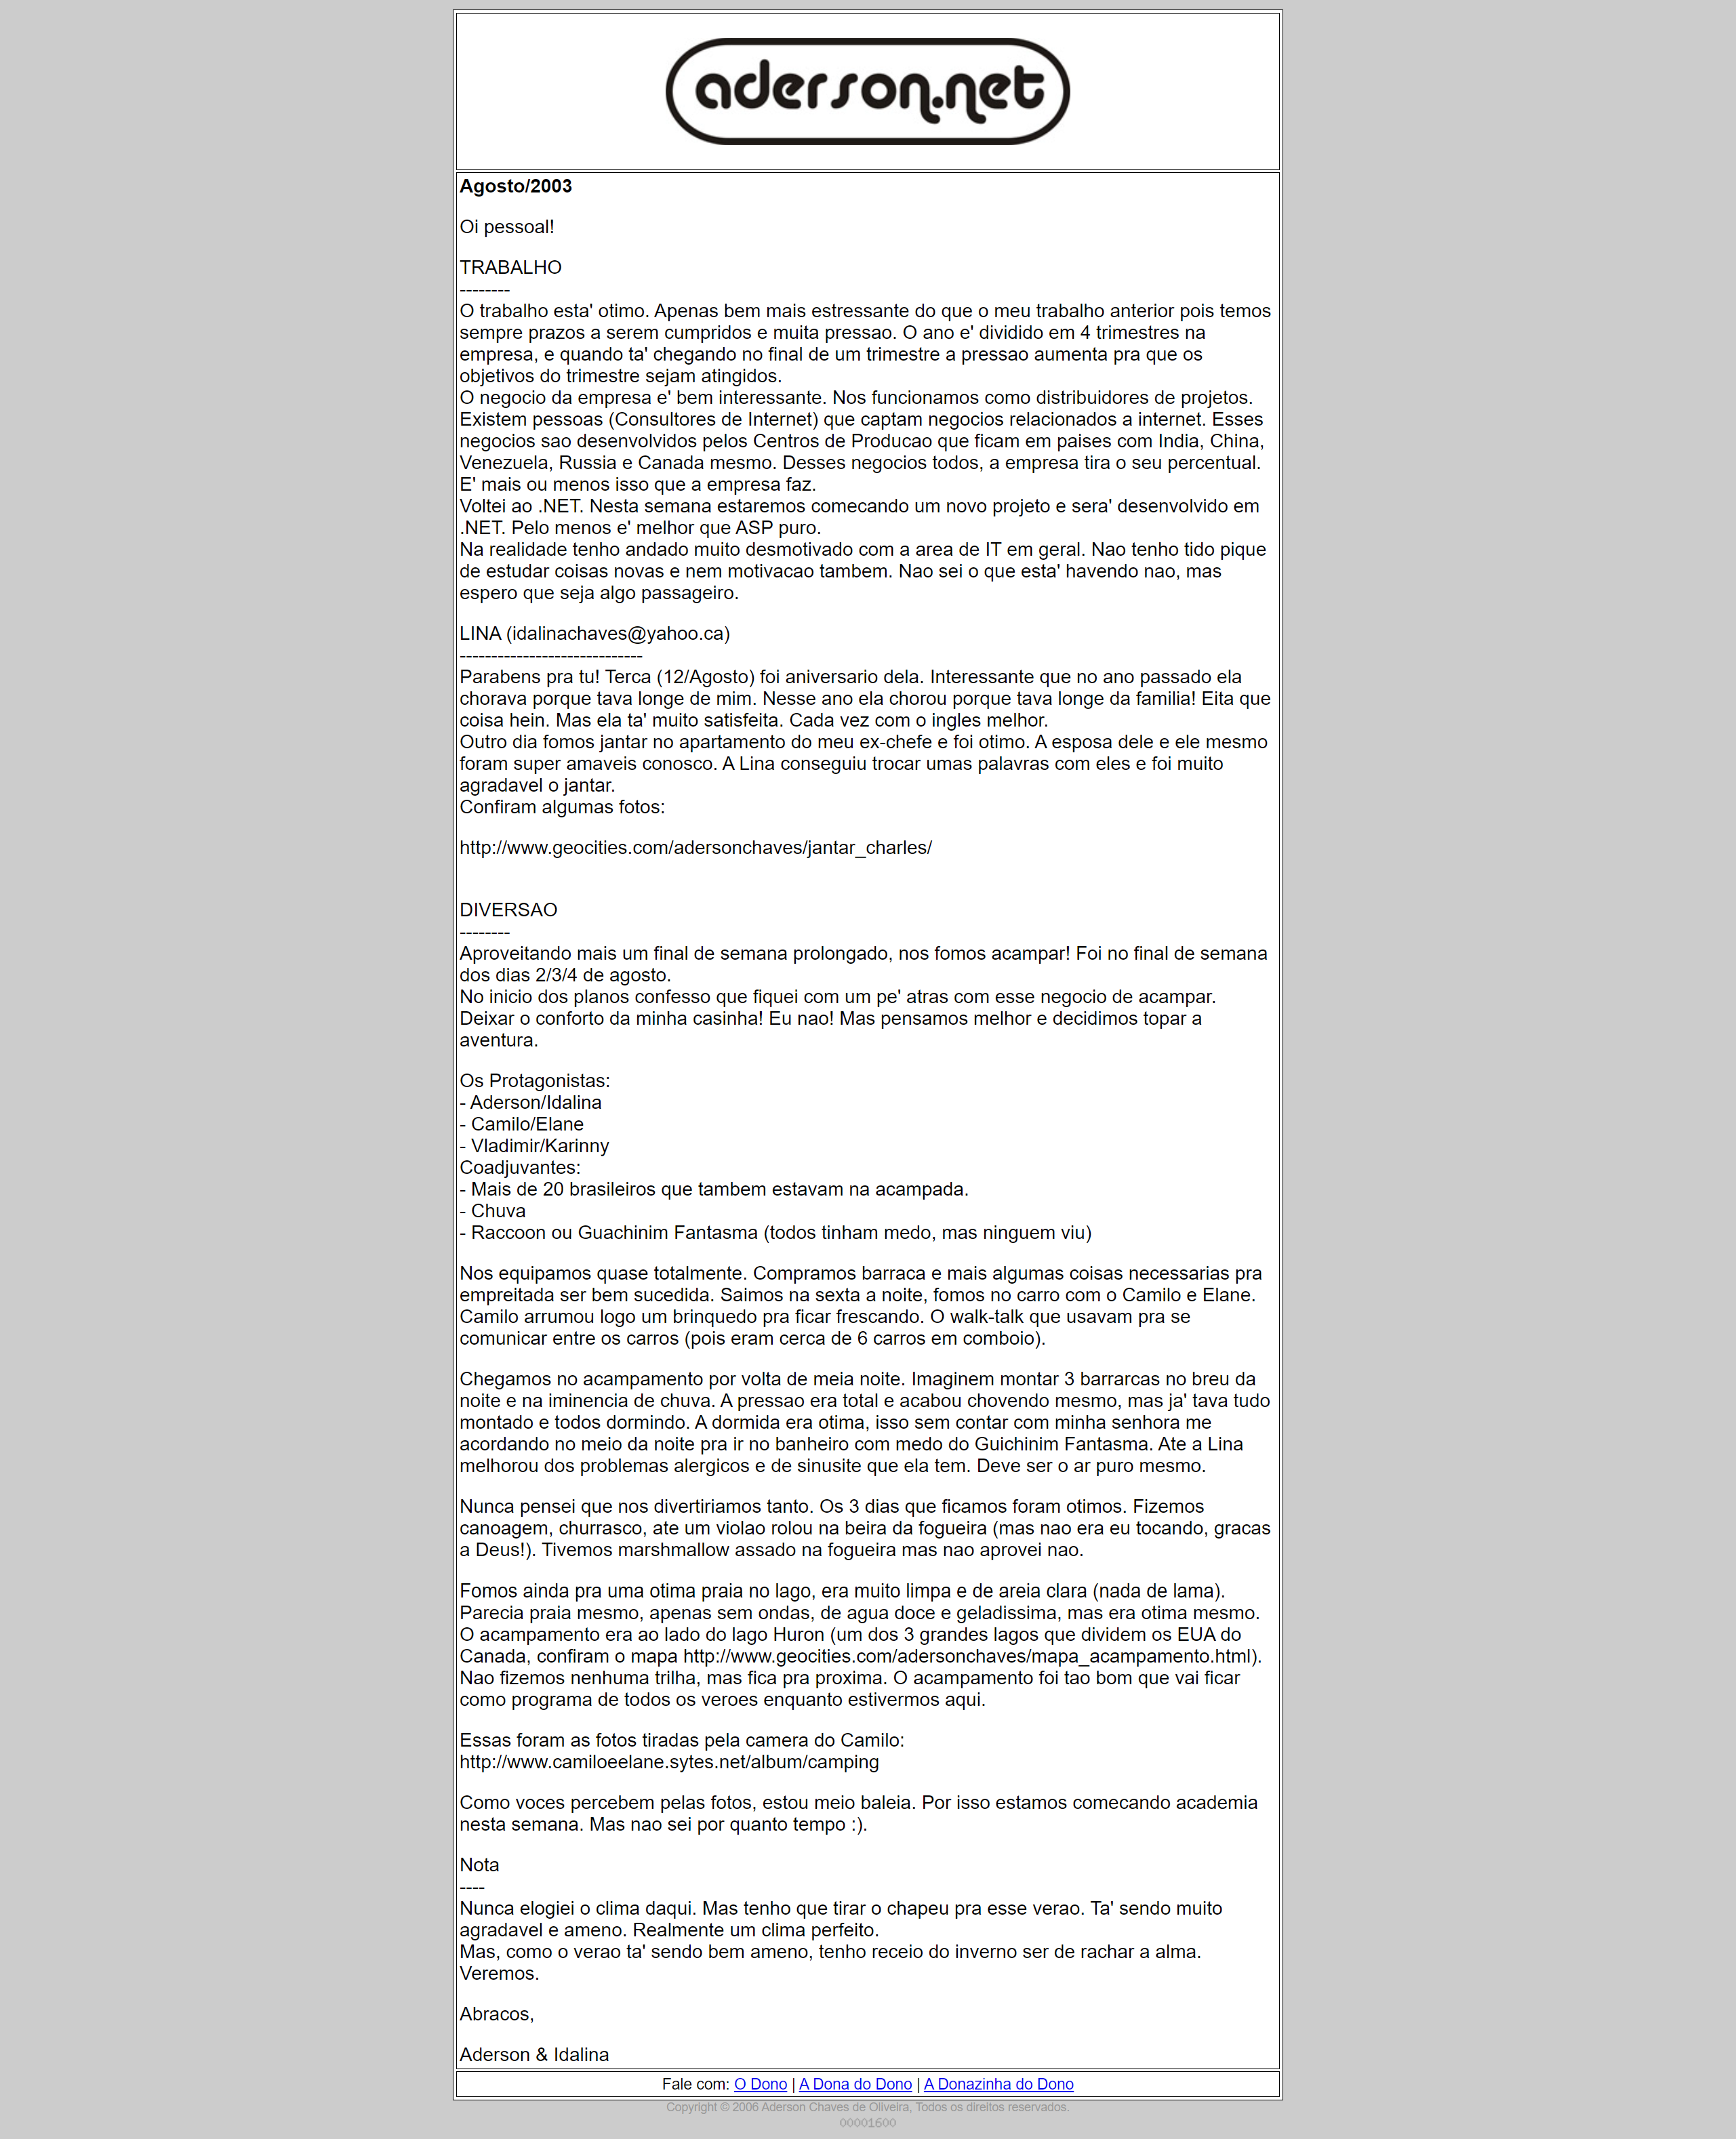 aderson.net
Agosto/2003
Oi pessoal!
TRABALHO
--------
O trabalho esta' otimo. Apenas bem mais estressante do que o meu trabalho anterior pois temos
sempre prazos a serem cumpridos e muita pressao. O ano e' dividido em 4 trimestres na
empresa, e quando ta' chegando no final de um trimestre a pressao aumenta pra que os
objetivos do trimestre sejam atingidos.
O negocio da empresa e' bem interessante. Nos funcionamos como distribuidores de projetos.
Existem pessoas (Consultores de Internet) que captam negocios relacionados a internet. Esses
negocios sao desenvolvidos pelos Centros de Producao que ficam em paises com India, China,
Venezuela, Russia e Canada mesmo. Desses negocios todos, a empresa tira o seu percentual.
E' mais ou menos isso que a empresa faz.
Voltei ao .NET. Nesta semana estaremos comecando um novo projeto e sera' desenvolvido em
.NET. Pelo menos e' melhor que ASP puro.
Na realidade tenho andado muito desmotivado com a area de IT em geral. Nao tenho tido pique
de estudar coisas novas e nem motivacao tambem. Nao sei o que esta' havendo nao, mas
espero que seja algo passageiro.
LINA (idalinachaves@yahoo.ca)
-----------------------------
Parabens pra tu! Terca (12/Agosto) foi aniversario dela. Interessante que no ano passado ela
chorava porque tava longe de mim. Nesse ano ela chorou porque tava longe da familia! Eita que
coisa hein. Mas ela ta' muito satisfeita. Cada vez com o ingles melhor.
Outro dia fomos jantar no apartamento do meu ex-chefe e foi otimo. A esposa dele e ele mesmo
foram super amaveis conosco. A Lina conseguiu trocar umas palavras com eles e foi muito
agradavel o jantar.
Confiram algumas fotos:
http://www.geocities.com/adersonchaves/jantar_charles/
DIVERSAO
--------
Aproveitando mais um final de semana prolongado, nos fomos acampar! Foi no final de semana
dos dias 2/3/4 de agosto.
No inicio dos planos confesso que fiquei com um pe' atras com esse negocio de acampar.
Deixar o conforto da minha casinha! Eu nao! Mas pensamos melhor e decidimos topar a
aventura.
Os Protagonistas:
- Aderson/Idalina
- Camilo/Elane
- Vladimir/Karinny
Coadjuvantes:
- Mais de 20 brasileiros que tambem estavam na acampada.
- Chuva
- Raccoon ou Guachinim Fantasma (todos tinham medo, mas ninguem viu)
Nos equipamos quase totalmente. Compramos barraca e mais algumas coisas necessarias pra
empreitada ser bem sucedida. Saimos na sexta a noite, fomos no carro com o Camilo e Elane.
Camilo arrumou logo um brinquedo pra ficar frescando. O walk-talk que usavam pra se
comunicar entre os carros (pois eram cerca de 6 carros em comboio).
Chegamos no acampamento por volta de meia noite. Imaginem montar 3 barrarcas no breu da
noite e na iminencia de chuva. A pressao era total e acabou chovendo mesmo, mas ja' tava tudo
montado e todos dormindo. A dormida era otima, isso sem contar com minha senhora me
acordando no meio da noite pra ir no banheiro com medo do Guichinim Fantasma. Ate a Lina
melhorou dos problemas alergicos e de sinusite que ela tem. Deve ser o ar puro mesmo.
Nunca pensei que nos divertiriamos tanto. Os 3 dias que ficamos foram otimos. Fizemos
canoagem, churrasco, ate um violao rolou na beira da fogueira (mas nao era eu tocando, gracas
a Deus!). Tivemos marshmallow assado na fogueira mas nao aprovei nao.
Fomos ainda pra uma otima praia no lago, era muito limpa e de areia clara (nada de lama).
Parecia praia mesmo, apenas sem ondas, de agua doce e geladissima, mas era otima mesmo.
O acampamento era ao lado do lago Huron (um dos 3 grandes lagos que dividem os EUA do
Canada, confiram o mapa http://www.geocities.com/adersonchaves/mapa_acampamento.html).
Nao fizemos nenhuma trilha, mas fica pra proxima. O acampamento foi tao bom que vai ficar
como programa de todos os veroes enquanto estivermos aqui.
Essas foram as fotos tiradas pela camera do Camilo:
http://www.camiloeelane.sytes.net/album/camping
Como voces percebem pelas fotos, estou meio baleia. Por isso estamos comecando academia
nesta semana. Mas nao sei por quanto tempo :).
Nota
----
Nunca elogiei o clima daqui. Mas tenho que tirar o chapeu pra esse verao. Ta' sendo muito
agradavel e ameno. Realmente um clima perfeito.
Mas, como o verao ta' sendo bem ameno, tenho receio do inverno ser de rachar a alma.
Veremos.
Abracos,
Aderson & Idalina
Fale com: O Dono | A Dona do Dono | A Donazinha do Dono
Copyright © 2006 Aderson Chaves de Oliveira, Todos os direitos reservados.
00001600